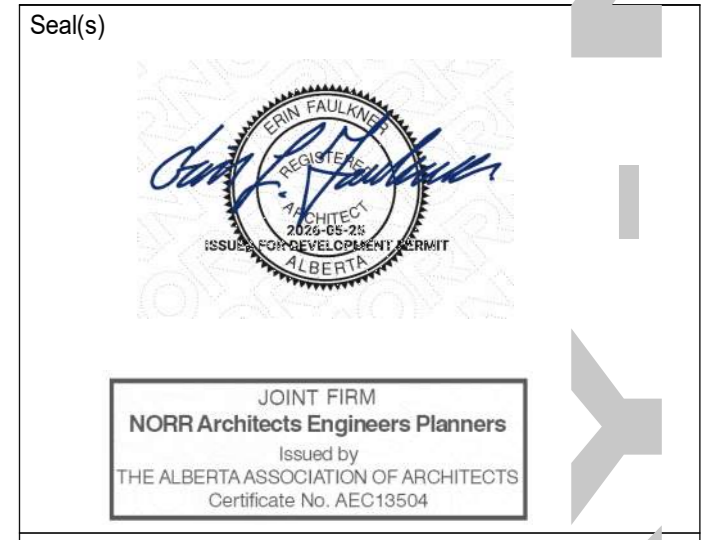 Seal(s)
ERIN FAULKNER
REGISTERED
ARCHITECT
2026-05-25
ISSUED FOR DEVELOPMENT PERMIT
ALBERTA
JOINT FIRM
NORR Architects Engineers Planners
Issued by
THE ALBERTA ASSOCIATION OF ARCHITECTS
Certificate No. AEC13504